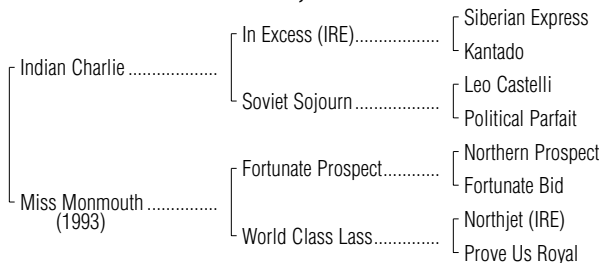 Siberian Express
In Excess (IRE)..................
Kantado
Indian Charlie ...................
Leo Castelli
Soviet Sojourn..................
Political Parfait
Northern Prospect
Fortunate Prospect............
Fortunate Bid
Miss Monmouth ...............
(1993)
Northjet (IRE)
World Class Lass..............
Prove Us Royal